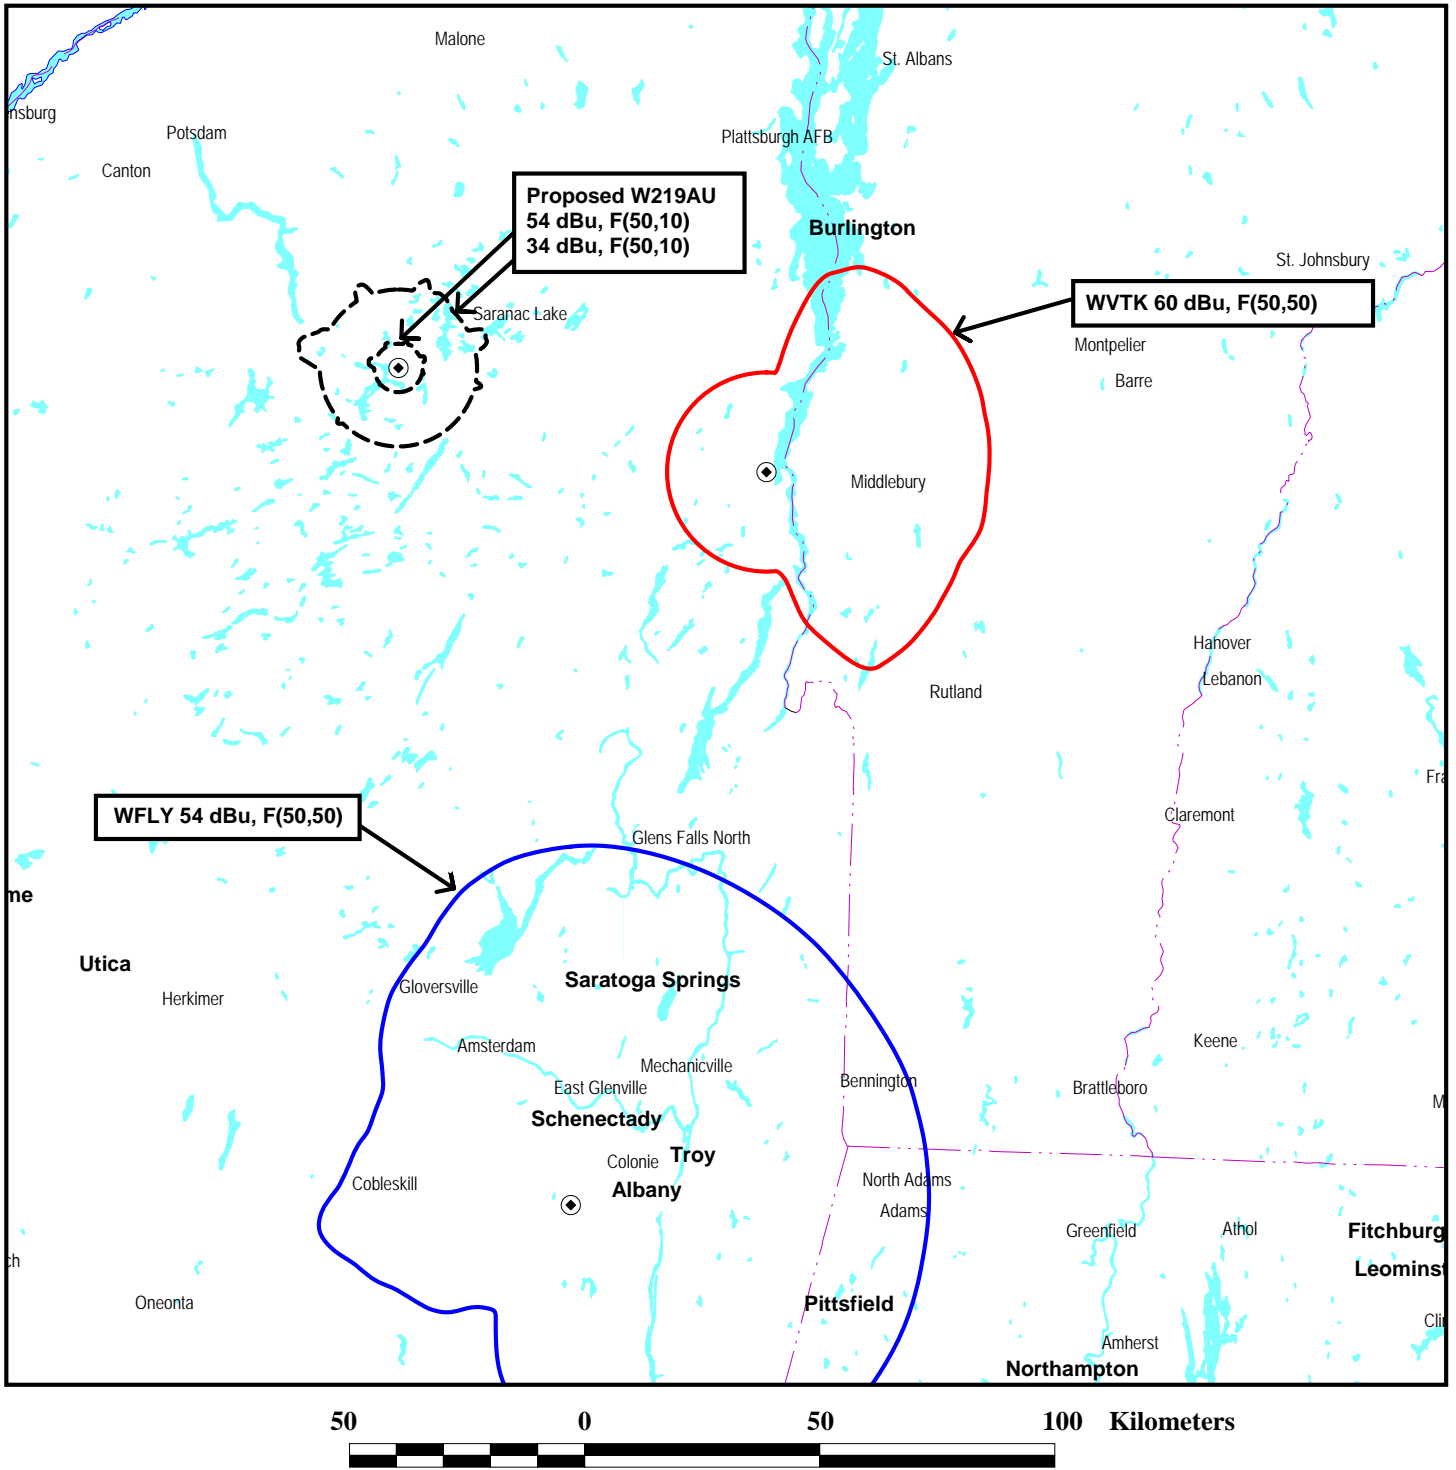 Malone
St. Albans
nsburg
Potsdam
Plattsburgh AFB
Canton
Proposed W219AU
54 dBu, F(50,10)
34 dBu, F(50,10)
Burlington
St. Johnsbury
WVTK 60 dBu, F(50,50)
Saranac Lake
Montpelier
Barre
Middlebury
Hanover
Lebanon
Rutland
Fra
WFLY 54 dBu, F(50,50)
Claremont
Glens Falls North
me
Utica
Saratoga Springs
Gloversville
Herkimer
Amsterdam
Keene
Mechanicville
East Glenville
Bennington
Brattleboro
M
Schenectady
Troy
Colonie
Albany
Cobleskill
North Adams
Adams
Greenfield
Athol
Fitchburg
ch
Leominst
Oneonta
Pittsfield
Clin
Amherst
Northampton
50 0 50 100 Kilometers